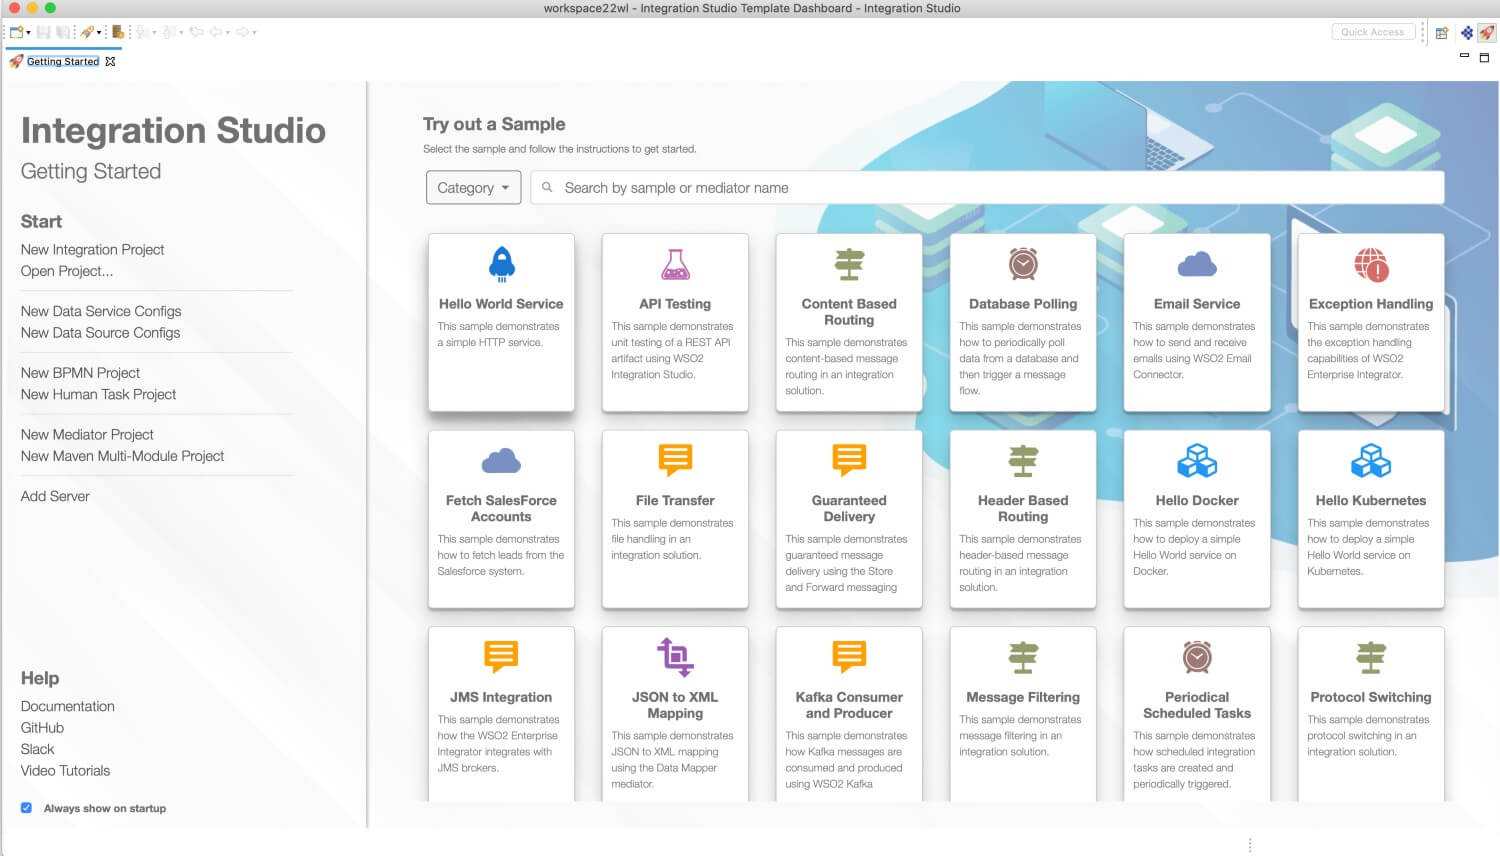 workspace22wl - Integration Studio Template Dashboard - Integration Studio
Quick Access
Getting Started
Integration Studio
Getting Started
Start
New Integration Project
Open Project...
New Data Service Configs
New Data Source Configs
New BPMN Project
New Human Task Project
New Mediator Project
New Maven Multi-Module Project
Add Server
Help
Documentation
GitHub
Slack
Video Tutorials
Always show on startup
Try out a Sample
Select the sample and follow the instructions to get started.
Category
Search by sample or mediator name
Hello World Service
This sample demonstrates
a simple HTTP service.
API Testing
This sample demonstrates
unit testing of a REST API
artifact using WSO2
Integration Studio.
Content Based
Routing
This sample demonstrates
content-based message
routing in an integration
solution.
Database Polling
This sample demonstrates
how to periodically poll
data from a database and
then trigger a message
flow.
Email Service
This sample demonstrates
how to send and receive
emails using WSO2 Email
Connector.
Exception Handling
This sample demonstrates
the exception handling
capabilities of WSO2
Enterprise Integrator.
Fetch SalesForce
Accounts
This sample demonstrates
how to fetch leads from the
Salesforce system.
File Transfer
This sample demonstrates
file handling in an
integration solution.
Guaranteed
Delivery
This sample demonstrates
guaranteed message
delivery using the Store
and Forward messaging
Header Based
Routing
This sample demonstrates
header-based message
routing in an integration
solution.
Hello Docker
This sample demonstrates
how to deploy a simple
Hello World service on
Docker.
Hello Kubernetes
This sample demonstrates
how to deploy a simple
Hello World service on
Kubernetes.
JMS Integration
This sample demonstrates
how the WSO2 Enterprise
Integrator integrates with
JMS brokers.
JSON to XML
Mapping
This sample demonstrates
JSON to XML mapping
using the Data Mapper
mediator.
Kafka Consumer
and Producer
This sample demonstrates
how Kafka messages are
consumed and produced
using WSO2 Kafka
Message Filtering
This sample demonstrates
message filtering in an
integration solution.
Periodical
Scheduled Tasks
This sample demonstrates
how scheduled integration
tasks are created and
periodically triggered.
Protocol Switching
This sample demonstrates
protocol switching in an
integration solution.